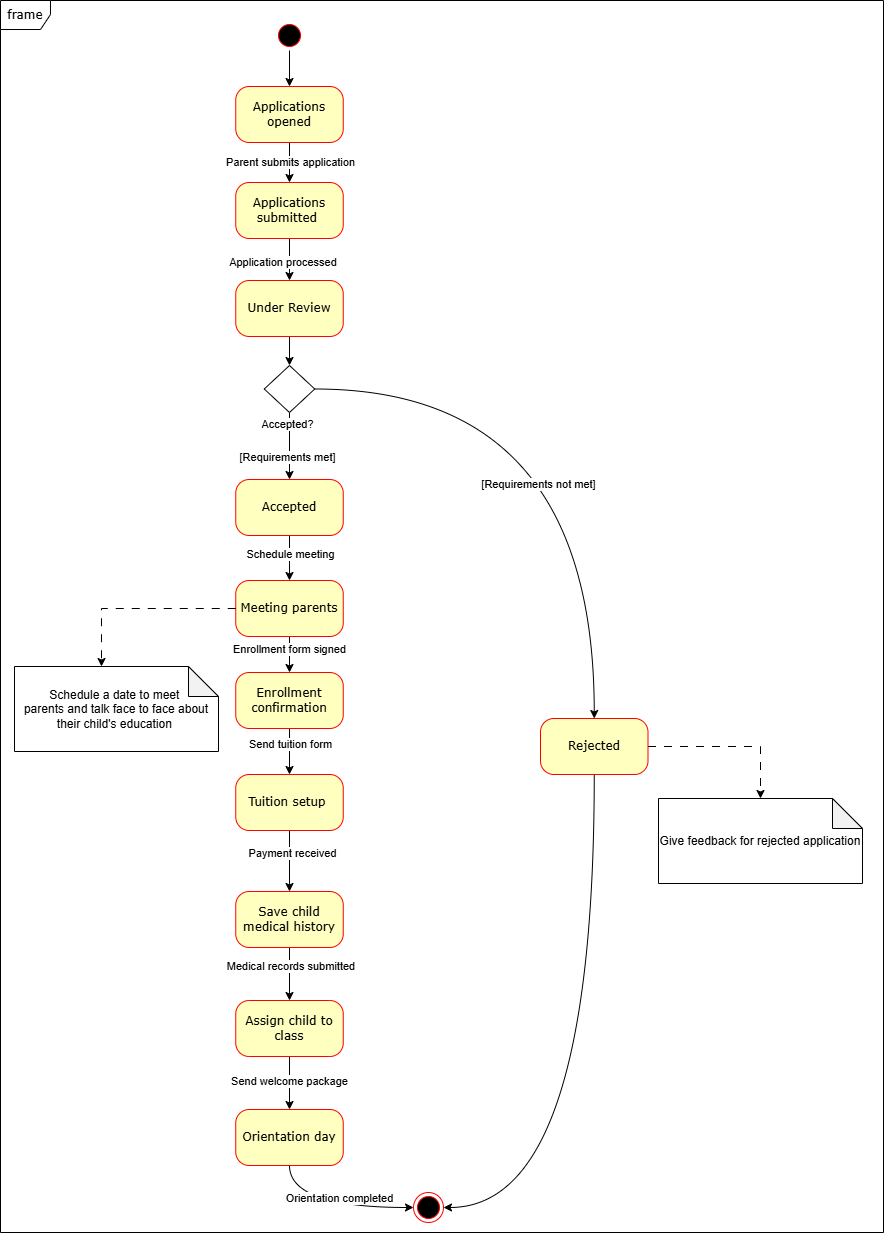 frame
Applications
opened
Parent submits application
Applications
submitted
Application processed
Under Review
Accepted?
[Requirements met]
[Requirements not met]
Accepted
Schedule meeting
Meeting parents
Enrollment form signed
Schedule a date to meet
parents and talk face to face about
their child's education
Enrollment
confirmation
Send tuition form
Rejected
Tuition setup
Give feedback for rejected application
Payment received
Save child
medical history
Medical records submitted
Assign child to
class
Send welcome package
Orientation day
Orientation completed